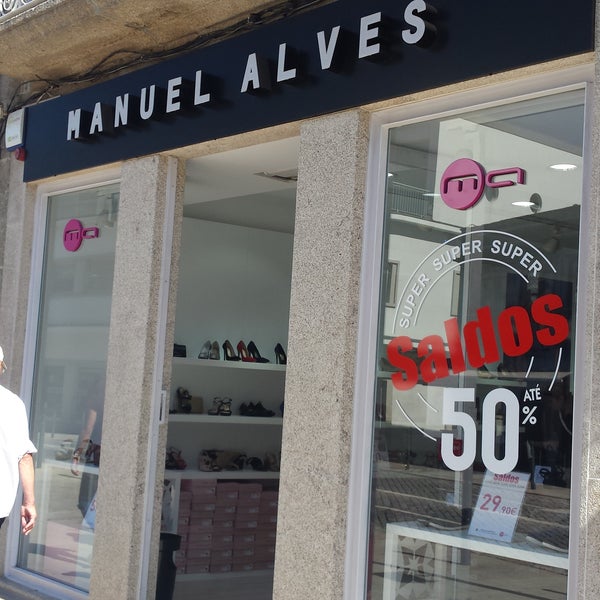 MANUEL ALVES
ma
ma
SUPER SUPER SUPER
Saldos
ATÉ
50%
saldos
29,90€